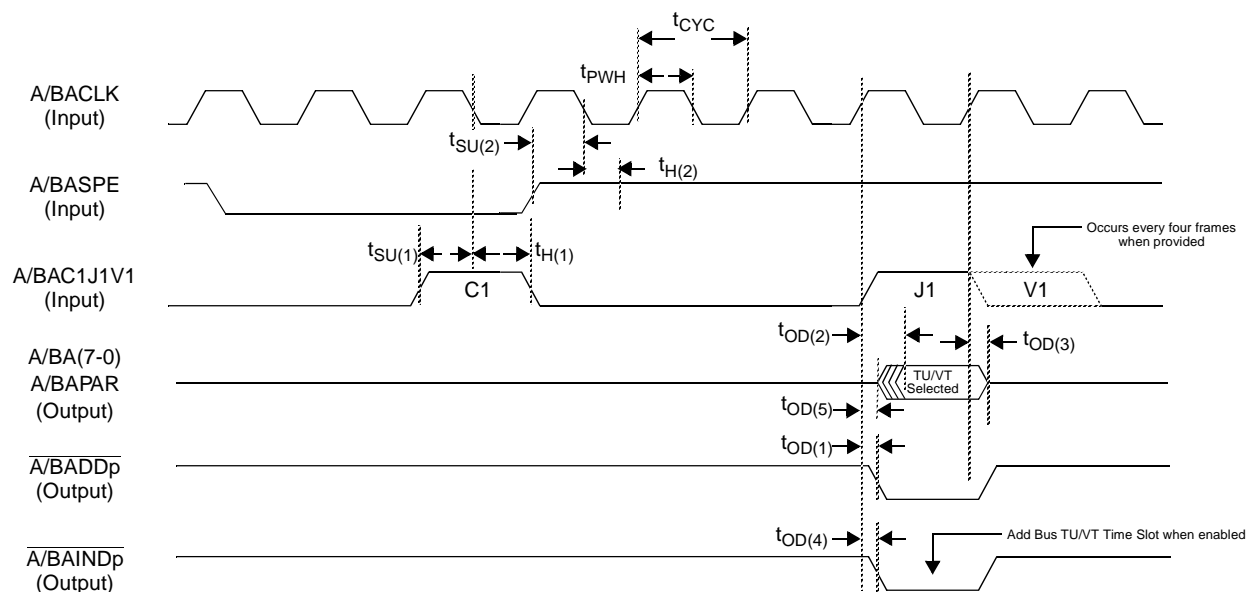 tCYC
tPWH
A/BACLK
(Input)
tSU(2)
tH(2)
A/BASPE
(Input)
Occurs every four frames
when provided
tSU(1)
tH(1)
A/BAC1J1V1
(Input)
C1
J1
V1
tOD(2)
tOD(3)
A/BA(7-0)
A/BAPAR
(Output)
TU/VT
Selected
tOD(5)
tOD(1)
A/BADDp
(Output)
tOD(4)
Add Bus TU/VT Time Slot when enabled
A/BAINDp
(Output)